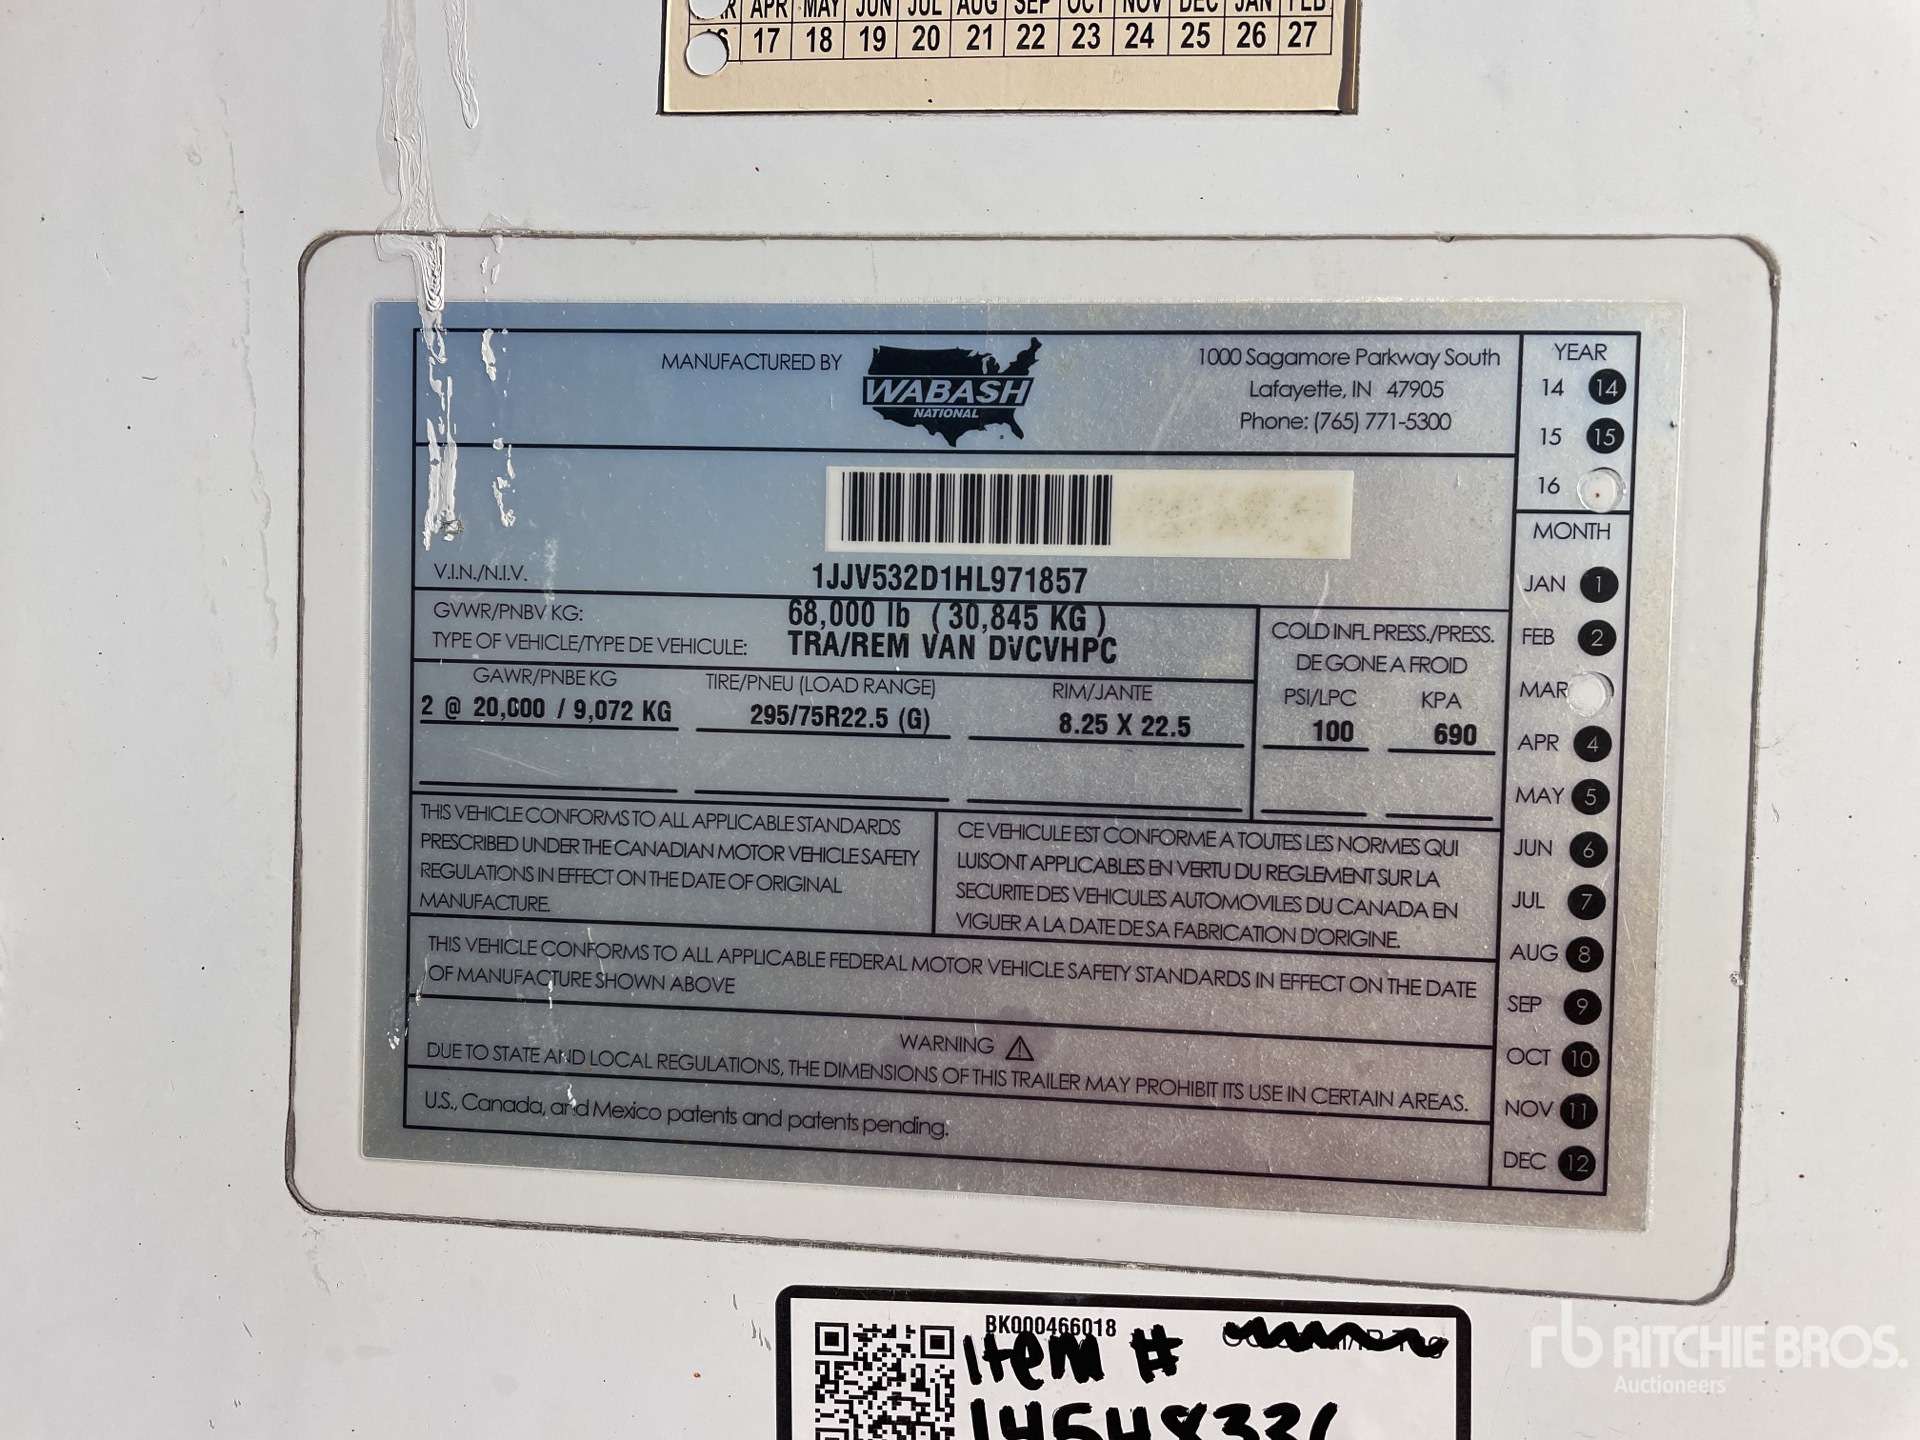 APR MAY JUN JUL AUG SEP OCT NOV DEC JAN FEB
17 18 19 20 21 22 23 24 25 26 27
MANUFACTURED BY
WABASH
NATIONAL
1000 Sagamore Parkway South
Lafayette, IN 47905
Phone: (765) 771-5300
YEAR
14 14
15 15
16
MONTH
JAN 1
FEB 2
MAR
APR 4
MAY 5
JUN 6
JUL 7
AUG 8
SEP 9
OCT 10
NOV 11
DEC 12
V.I.N./N.I.V. 1JJV532D1HL971857
GVWR/PNBV KG: 68,000 lb ( 30,845 KG )
TYPE OF VEHICLE/TYPE DE VEHICULE: TRA/REM VAN DVCVHPC
COLD INFL PRESS./PRESS.
DE GONE A FROID
GAWR/PNBE KG TIRE/PNEU (LOAD RANGE) RIM/JANTE PSI/LPC KPA
2 @ 20,000 / 9,072 KG 295/75R22.5 (G) 8.25 X 22.5 100 690
THIS VEHICLE CONFORMS TO ALL APPLICABLE STANDARDS
PRESCRIBED UNDER THE CANADIAN MOTOR VEHICLE SAFETY
REGULATIONS IN EFFECT ON THE DATE OF ORIGINAL
MANUFACTURE.
CE VEHICULE EST CONFORME A TOUTES LES NORMES QUI
LUISONT APPLICABLES EN VERTU DU REGLEMENT SUR LA
SECURITE DES VEHICULES AUTOMOVILES DU CANADA EN
VIGUER A LA DATE DE SA FABRICATION D'ORIGINE.
THIS VEHICLE CONFORMS TO ALL APPLICABLE FEDERAL MOTOR VEHICLE SAFETY STANDARDS IN EFFECT ON THE DATE
OF MANUFACTURE SHOWN ABOVE
WARNING
DUE TO STATE AND LOCAL REGULATIONS, THE DIMENSIONS OF THIS TRAILER MAY PROHIBIT ITS USE IN CERTAIN AREAS.
U.S., Canada, and Mexico patents and patents pending.
BK000466018
Item #
rb RITCHIE BROS.
Auctioneers